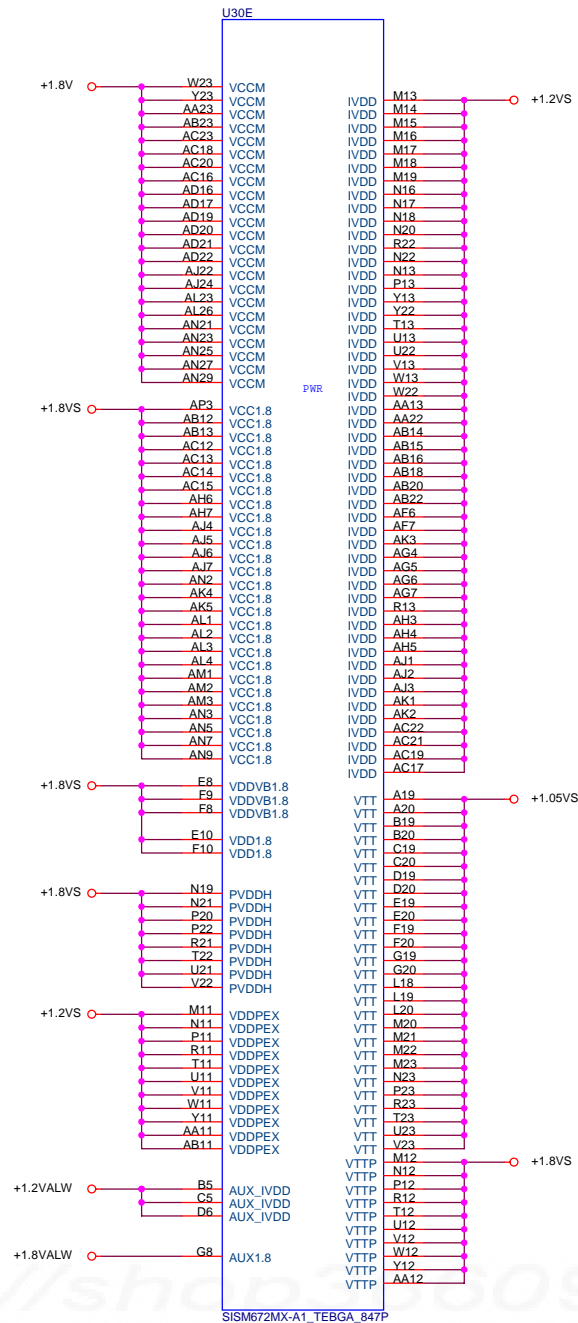 U30E
+1.8V W23 VCCM
Y23 VCCM
AA23 VCCM
AB23 VCCM
AC23 VCCM
AC18 VCCM
AC20 VCCM
AC16 VCCM
AD16 VCCM
AD17 VCCM
AD19 VCCM
AD20 VCCM
AD21 VCCM
AD22 VCCM
AJ22 VCCM
AJ24 VCCM
AL23 VCCM
AL26 VCCM
AN21 VCCM
AN23 VCCM
AN25 VCCM
AN27 VCCM
AN29 VCCM
+1.8VS AP3 VCC1.8
AB12 VCC1.8
AB13 VCC1.8
AC12 VCC1.8
AC13 VCC1.8
AC14 VCC1.8
AC15 VCC1.8
AH6 VCC1.8
AH7 VCC1.8
AJ4 VCC1.8
AJ5 VCC1.8
AJ6 VCC1.8
AJ7 VCC1.8
AN2 VCC1.8
AK4 VCC1.8
AK5 VCC1.8
AL1 VCC1.8
AL2 VCC1.8
AL3 VCC1.8
AL4 VCC1.8
AM1 VCC1.8
AM2 VCC1.8
AM3 VCC1.8
AN3 VCC1.8
AN5 VCC1.8
AN7 VCC1.8
AN9 VCC1.8
+1.8VS E8 VDDVB1.8
F9 VDDVB1.8
F8 VDDVB1.8
E10 VDD1.8
F10 VDD1.8
+1.8VS N19 PVDDH
N21 PVDDH
P20 PVDDH
P22 PVDDH
R21 PVDDH
T22 PVDDH
U21 PVDDH
V22 PVDDH
+1.2VS M11 VDDPEX
N11 VDDPEX
P11 VDDPEX
R11 VDDPEX
T11 VDDPEX
U11 VDDPEX
V11 VDDPEX
W11 VDDPEX
Y11 VDDPEX
AA11 VDDPEX
AB11 VDDPEX
+1.2VALW B5 AUX_IVDD
C5 AUX_IVDD
D6 AUX_IVDD
+1.8VALW G8 AUX1.8
PWR
IVDD M13 +1.2VS
IVDD M14
IVDD M15
IVDD M16
IVDD M17
IVDD M18
IVDD M19
IVDD N16
IVDD N17
IVDD N18
IVDD N20
IVDD R22
IVDD N22
IVDD N13
IVDD P13
IVDD Y13
IVDD Y22
IVDD T13
IVDD U13
IVDD U22
IVDD V13
IVDD W13
IVDD W22
IVDD AA13
IVDD AA22
IVDD AB14
IVDD AB15
IVDD AB16
IVDD AB18
IVDD AB20
IVDD AB22
IVDD AF6
IVDD AF7
IVDD AK3
IVDD AG4
IVDD AG5
IVDD AG6
IVDD AG7
IVDD R13
IVDD AH3
IVDD AH4
IVDD AH5
IVDD AJ1
IVDD AJ2
IVDD AJ3
IVDD AK1
IVDD AK2
IVDD AC22
IVDD AC21
IVDD AC19
IVDD AC17
VTT A19 +1.05VS
VTT A20
VTT B19
VTT B20
VTT C19
VTT C20
VTT D19
VTT D20
VTT E19
VTT E20
VTT F19
VTT F20
VTT G19
VTT G20
VTT L18
VTT L19
VTT L20
VTT M20
VTT M21
VTT M22
VTT M23
VTT N23
VTT P23
VTT R23
VTT T23
VTT U23
VTT V23
VTTP M12 +1.8VS
VTTP N12
VTTP P12
VTTP R12
VTTP T12
VTTP U12
VTTP V12
VTTP W12
VTTP Y12
VTTP AA12
SISM672MX-A1_TEBGA_847P